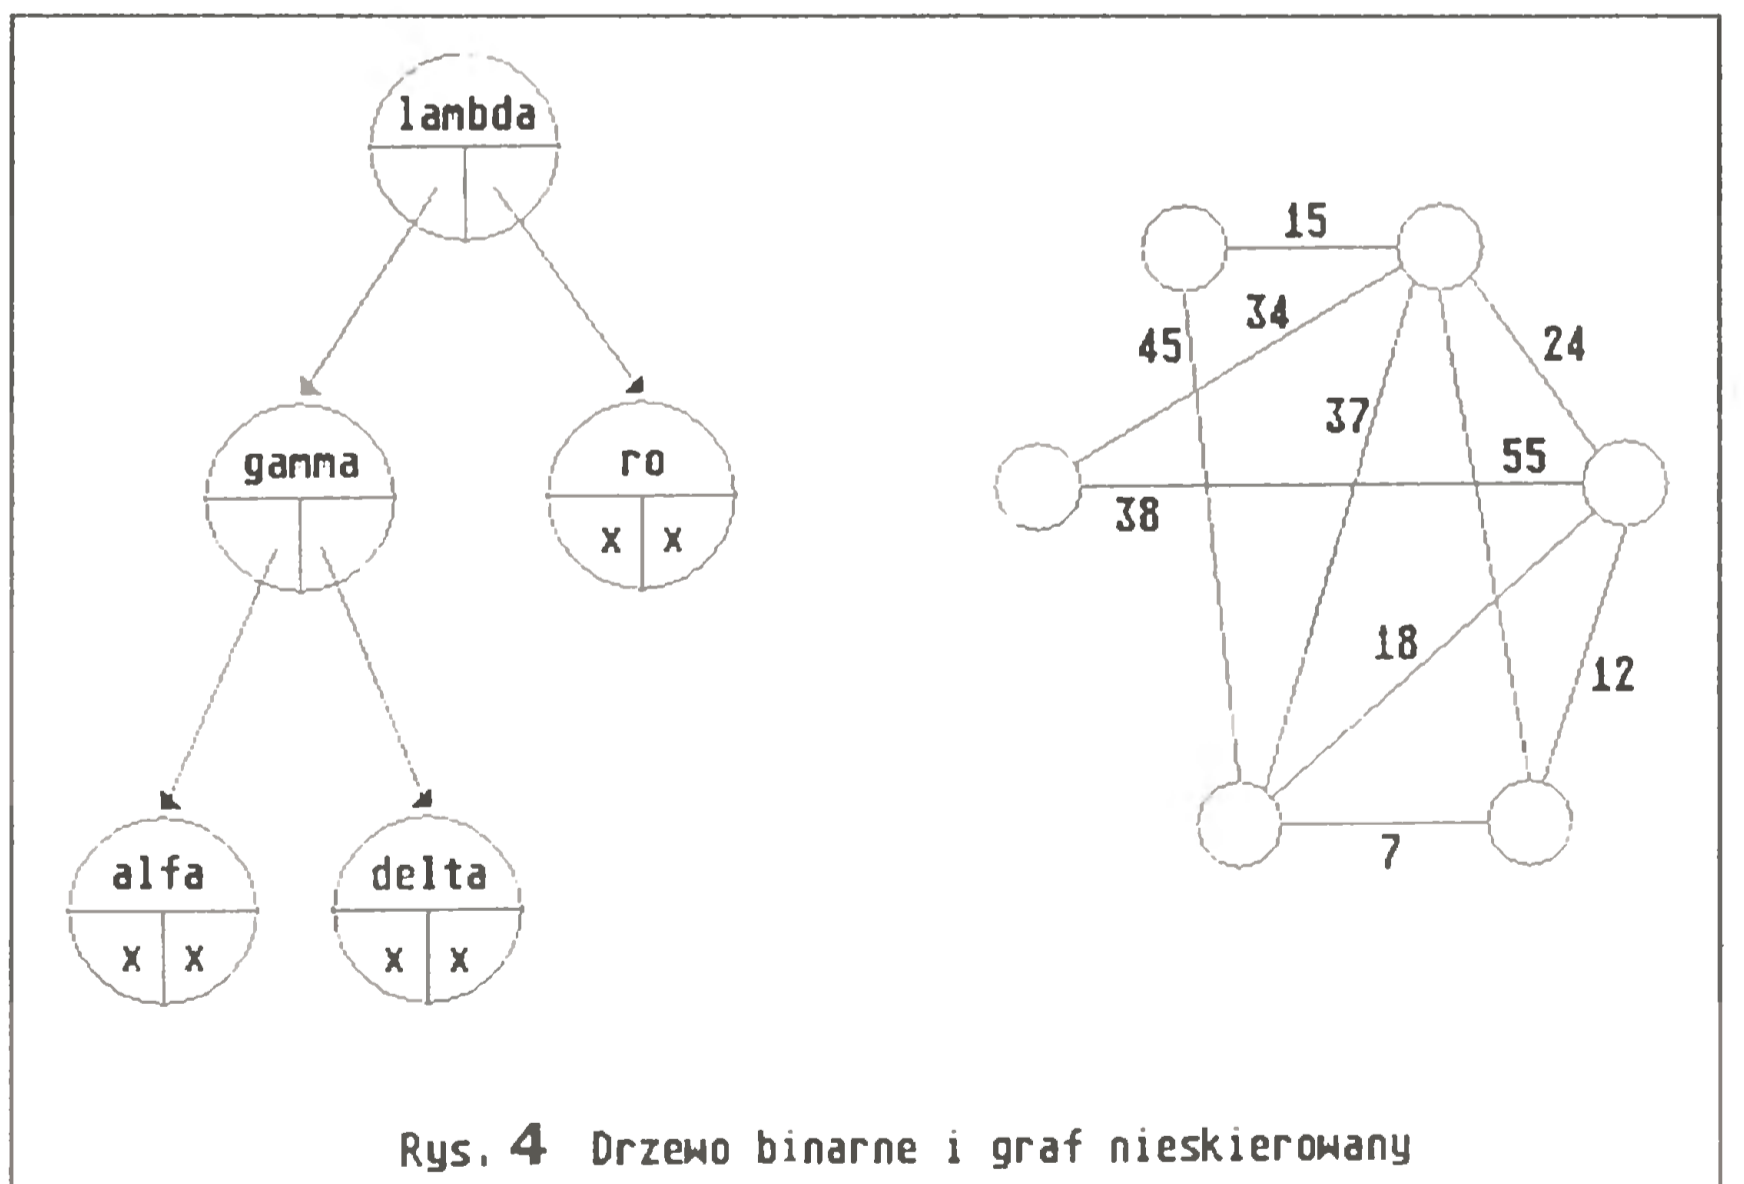 lambda
gamma
ro
x x
alfa
delta
x x
x x
15
34
45
24
37
55
38
18
12
7
Rys. 4 Drzewo binarne i graf nieskierowany